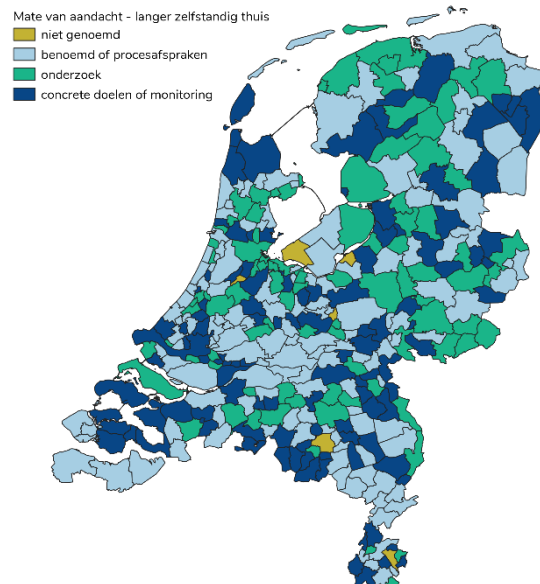 Mate van aandacht - langer zelfstandig thuis
niet genoemd
benoemd of procesafspraken
onderzoek
concrete doelen of monitoring